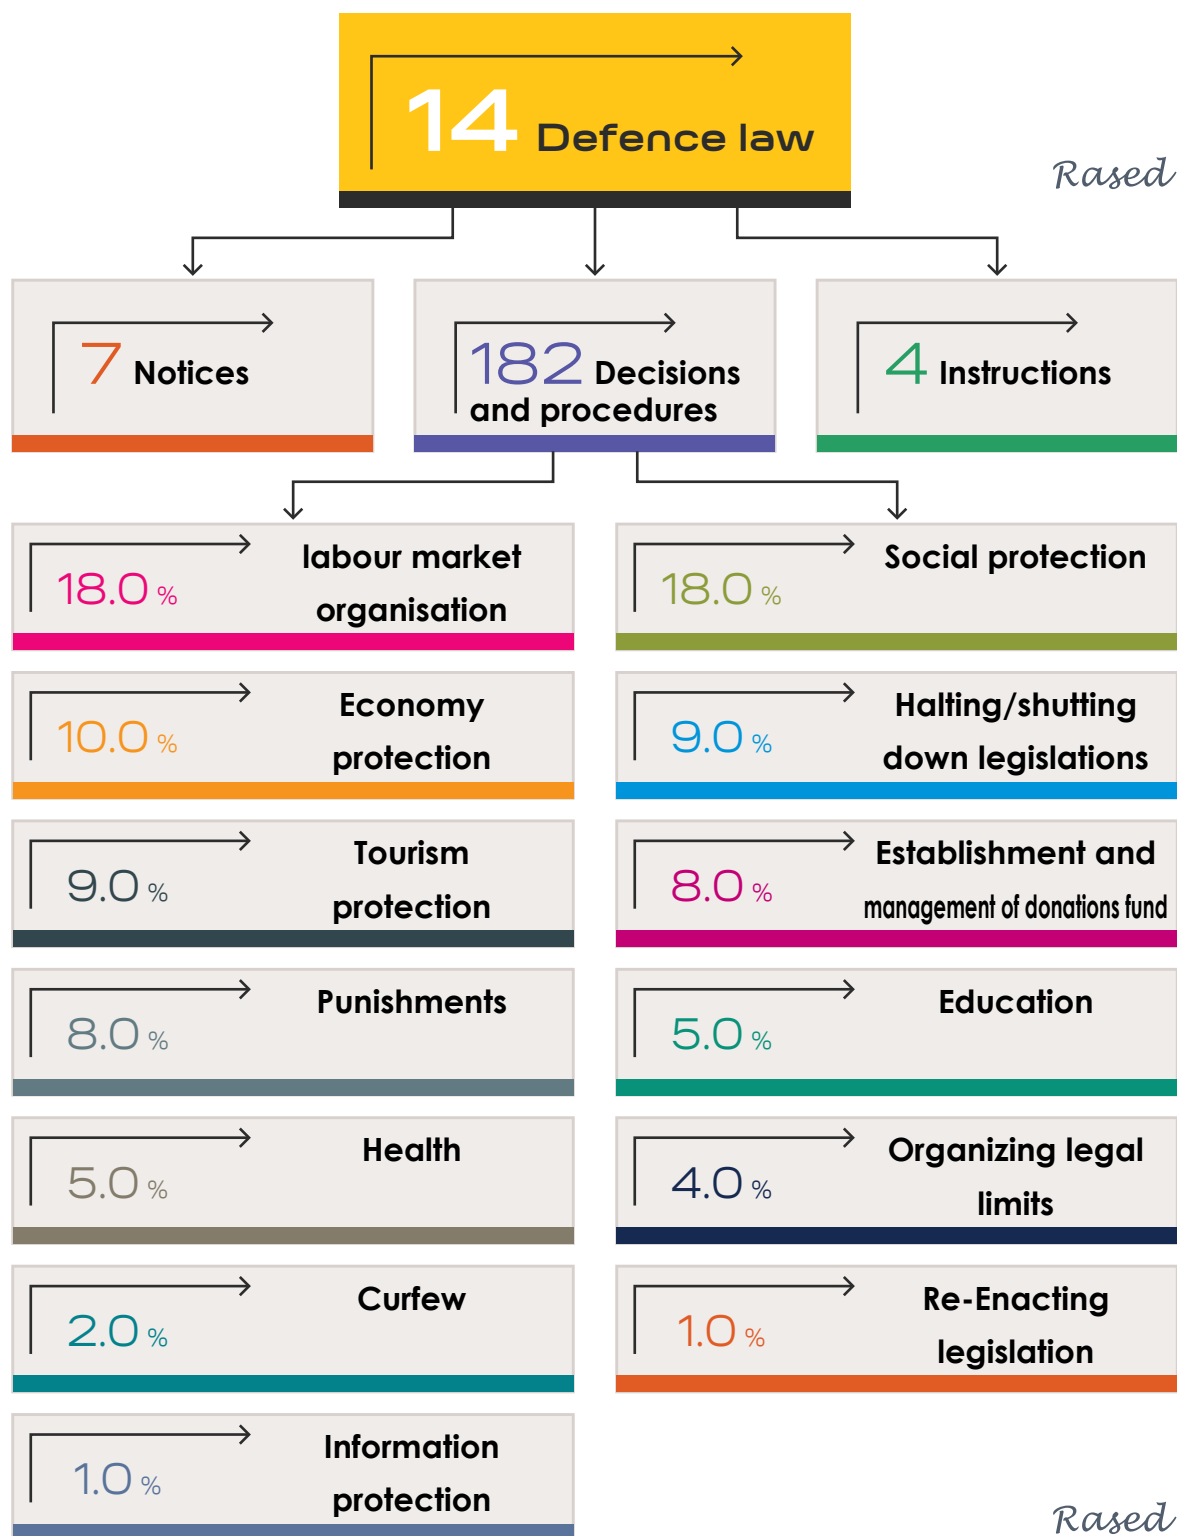 14 Defence law
Rased
7 Notices
182 Decisions
and procedures
4 Instructions
labour market
organisation
18.0 %
Social protection
18.0 %
Economy
protection
10.0 %
Halting/shutting
down legislations
9.0 %
Tourism
protection
9.0 %
Establishment and
management of donations fund
8.0 %
Punishments
8.0 %
Education
5.0 %
Health
5.0 %
Organizing legal
limits
4.0 %
Curfew
2.0 %
Re-Enacting
legislation
1.0 %
Information
protection
1.0 %
Rased